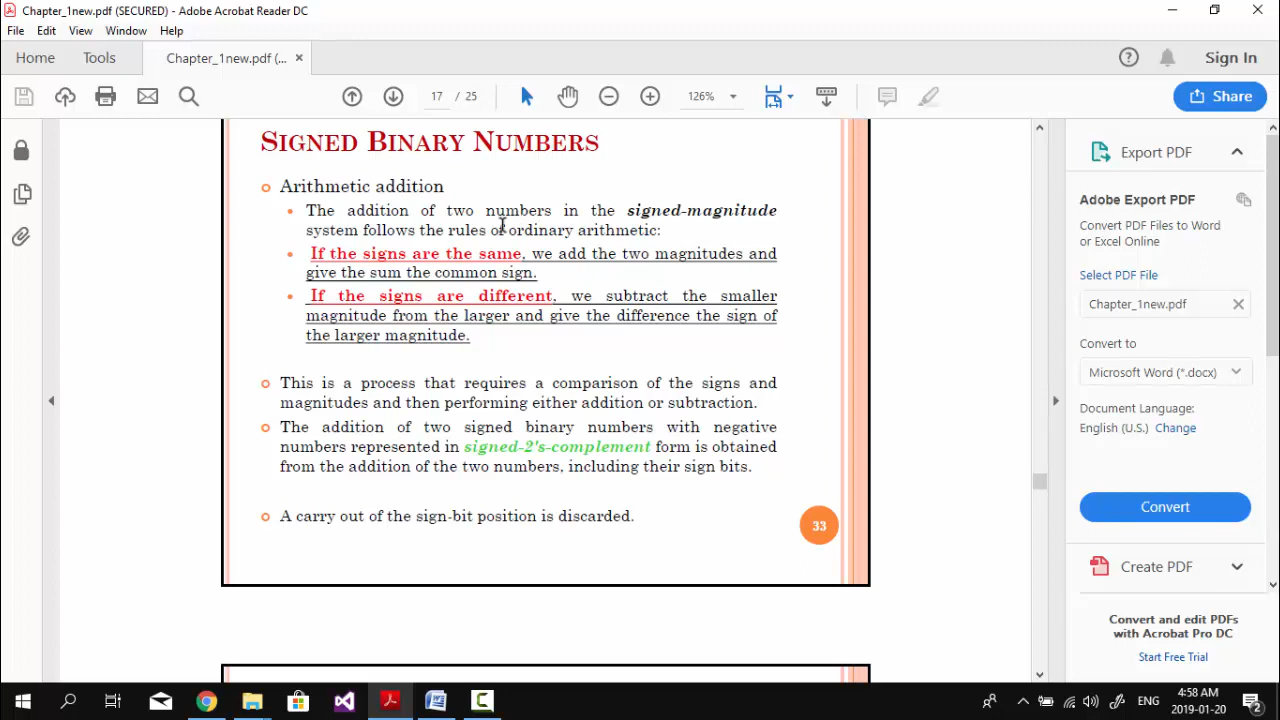 Chapter_1new.pdf (SECURED) - Adobe Acrobat Reader DC
File Edit View Window Help
Home Tools Chapter_1new.pdf (... × Sign In
17 / 25 126% Share
SIGNED BINARY NUMBERS
Arithmetic addition
The addition of two numbers in the signed-magnitude
system follows the rules of ordinary arithmetic:
If the signs are the same, we add the two magnitudes and
give the sum the common sign.
If the signs are different, we subtract the smaller
magnitude from the larger and give the difference the sign of
the larger magnitude.
This is a process that requires a comparison of the signs and
magnitudes and then performing either addition or subtraction.
The addition of two signed binary numbers with negative
numbers represented in signed-2's-complement form is obtained
from the addition of the two numbers, including their sign bits.
A carry out of the sign-bit position is discarded.
33
Export PDF
Adobe Export PDF
Convert PDF Files to Word
or Excel Online
Select PDF File
Chapter_1new.pdf
Convert to
Microsoft Word (*.docx)
Document Language:
English (U.S.) Change
Convert
Create PDF
Convert and edit PDFs
with Acrobat Pro DC
Start Free Trial
ENG
4:58 AM
2019-01-20
2